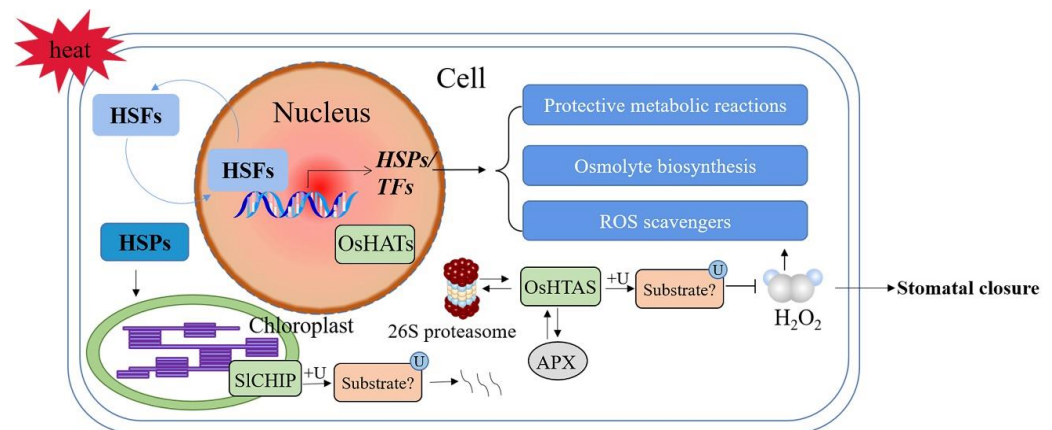 heat
Cell
HSFs
Nucleus
HSFs
HSPs/
TFs
Protective metabolic reactions
Osmolyte biosynthesis
ROS scavengers
HSPs
OsHATs
26S proteasome
OsHTAS
+U
Substrate?
U
H₂O₂
Stomatal closure
APX
Chloroplast
SlCHIP
+U
Substrate?
U